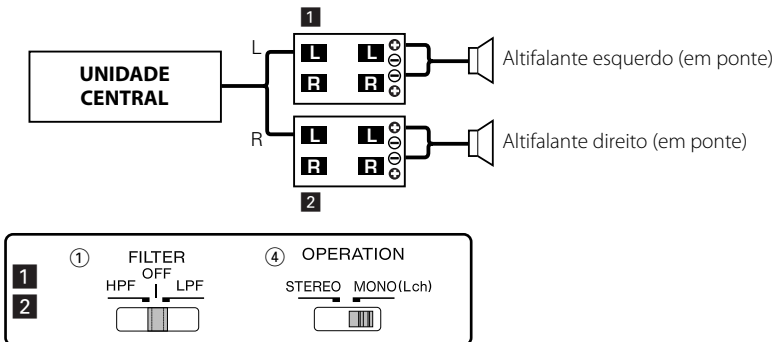 1
L
UNIDADE
CENTRAL
L L ⊕ ⊖
R R ⊖ ⊕
Altifalante esquerdo (em ponte)
R
L L ⊕ ⊖
R R ⊖ ⊕
Altifalante direito (em ponte)
2
1
2
① FILTER
OFF
HPF LPF
④ OPERATION
STEREO MONO(Lch)